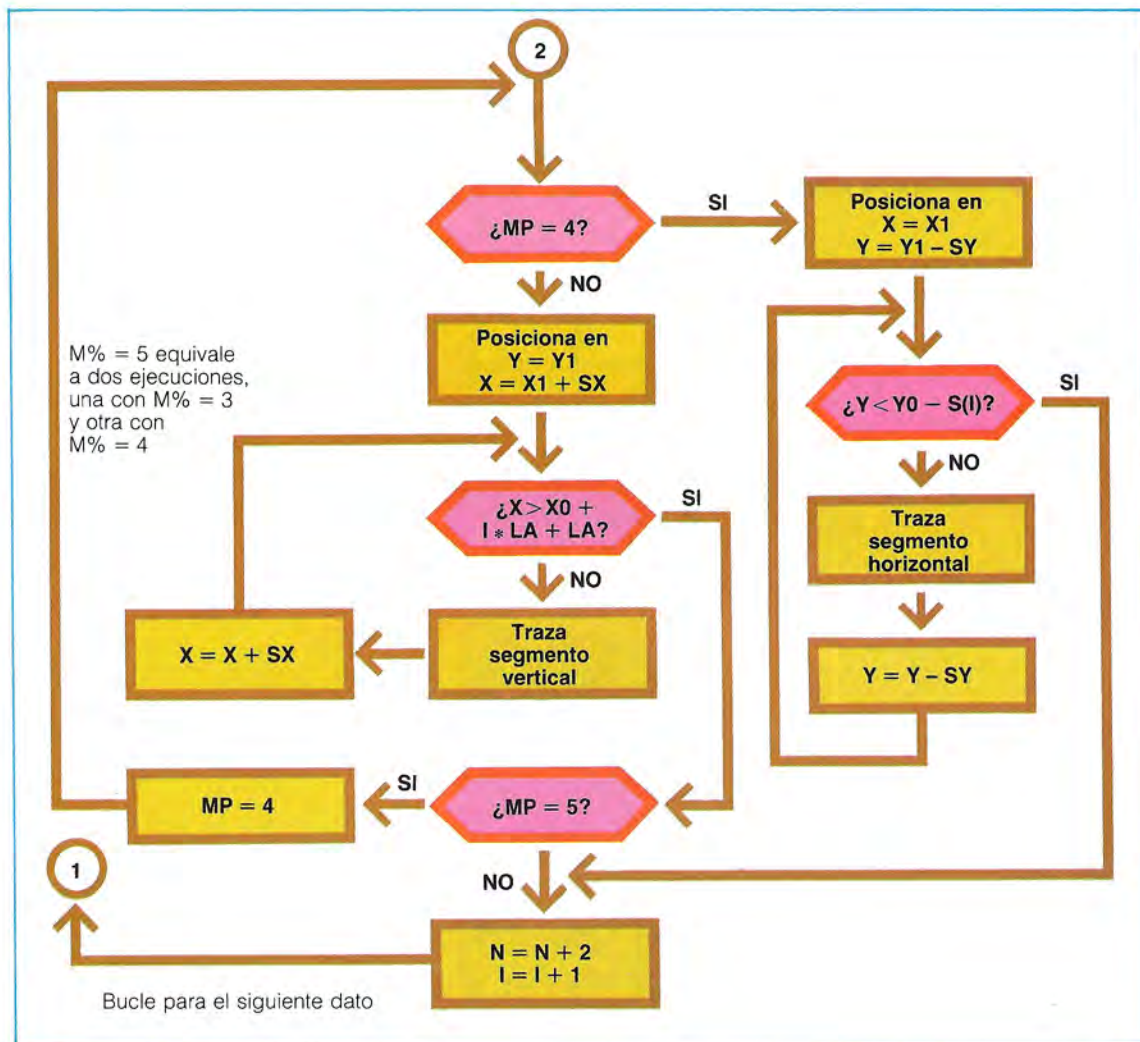 2
¿MP = 4?
SI
Posiciona en
X = X1
Y = Y1 – SY
NO
Posiciona en
Y = Y1
X = X1 + SX
M% = 5 equivale
a dos ejecuciones,
una con M% = 3
y otra con
M% = 4
¿Y < Y0 – S(I)?
SI
NO
¿X > X0 +
I * LA + LA?
SI
NO
Traza
segmento
horizontal
X = X + SX
Traza
segmento
vertical
Y = Y – SY
MP = 4
SI
¿MP = 5?
1
NO
N = N + 2
I = I + 1
Bucle para el siguiente dato